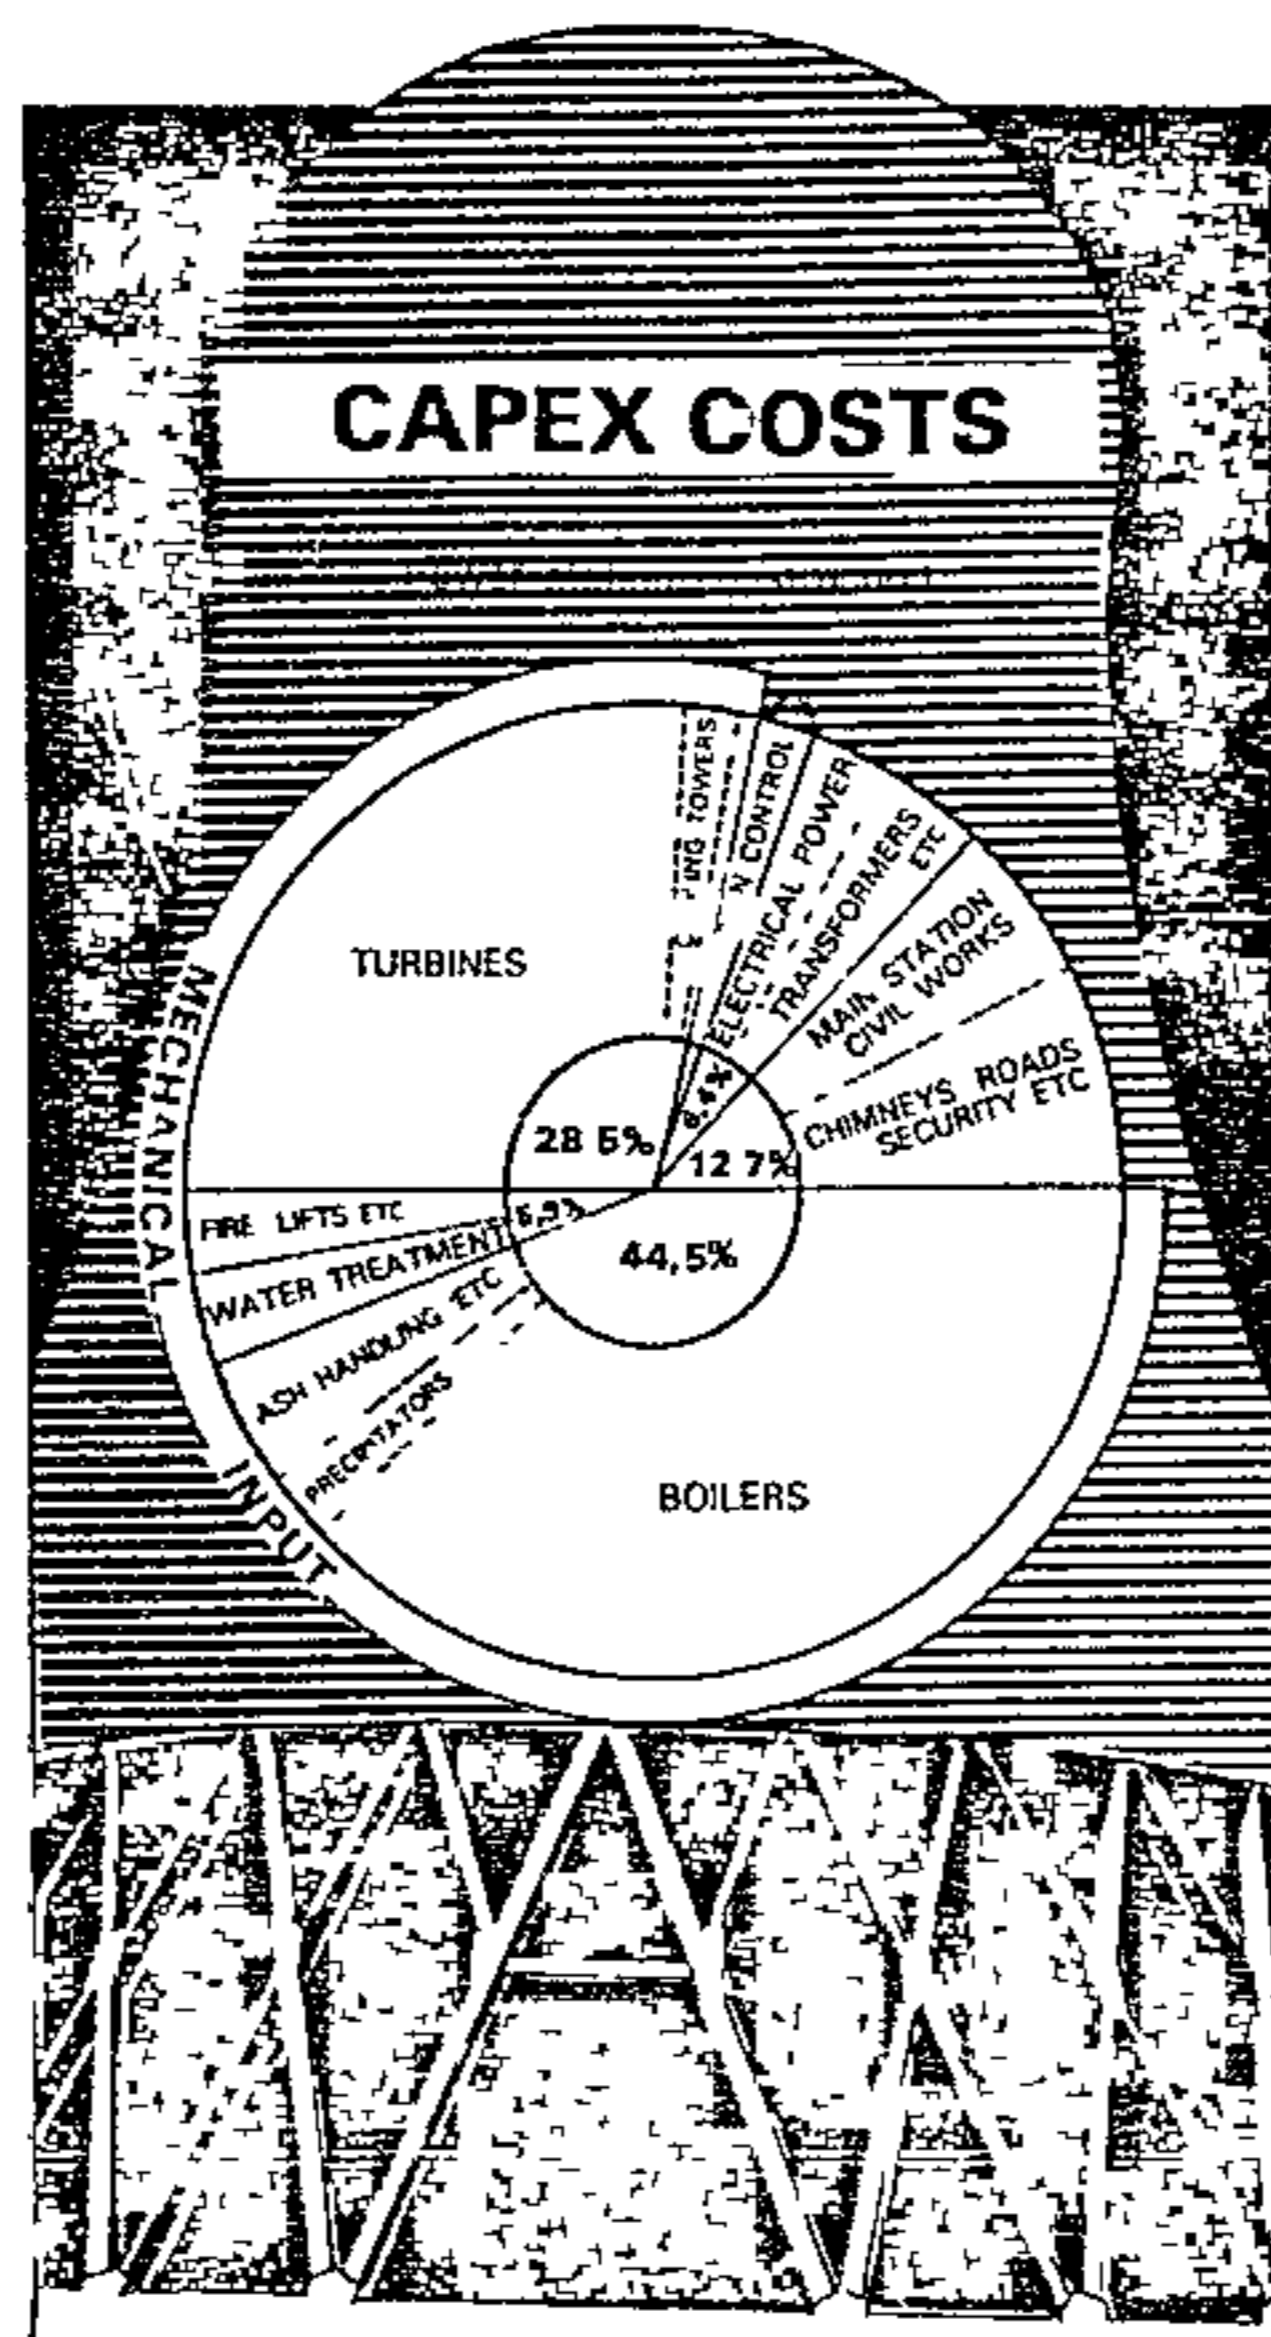 CAPEX COSTS
TOWERS
CONTROL
ELECTRICAL POWER
TRANSFORMERS
ETC
MAIN STATION
CIVIL WORKS
CHIMNEYS ROADS
SECURITY ETC
TURBINES
MECHANICAL
INPUT
28 5%
12 7%
44,5%
FIRE LIFTS ETC
WATER TREATMENT
ASH HANDLING ETC
BOILERS